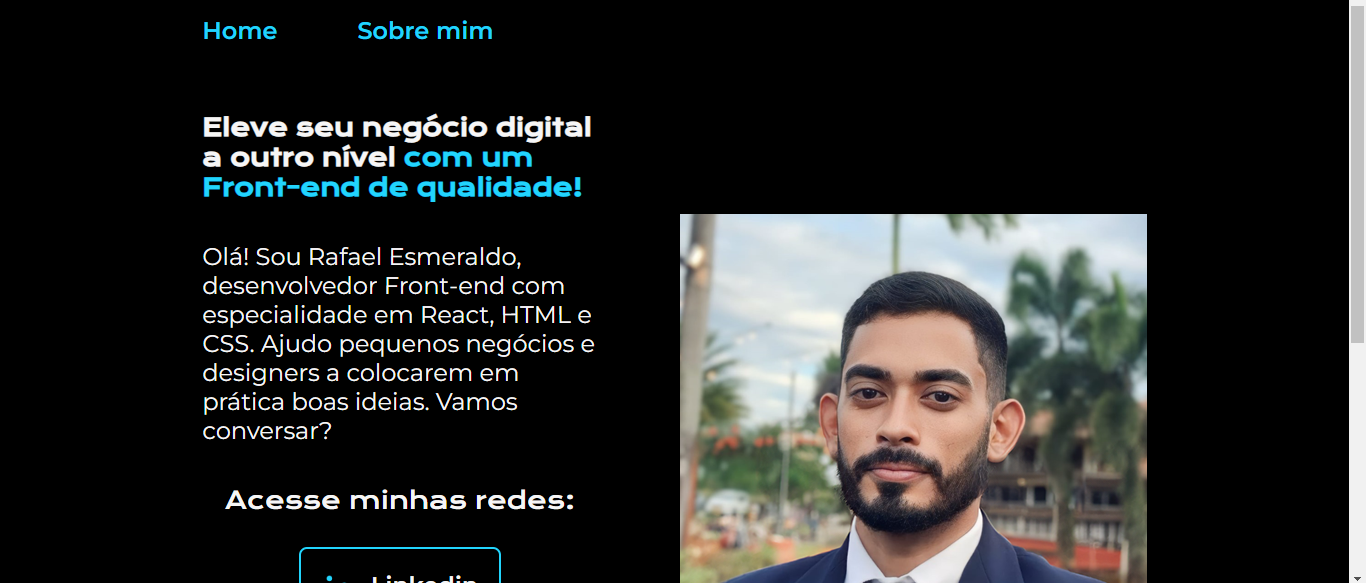 Home
Sobre mim
Eleve seu negócio digital
a outro nível com um
Front-end de qualidade!
Olá! Sou Rafael Esmeraldo,
desenvolvedor Front-end com
especialidade em React, HTML e
CSS. Ajudo pequenos negócios e
designers a colocarem em
prática boas ideias. Vamos
conversar?
Acesse minhas redes:
Linkedin